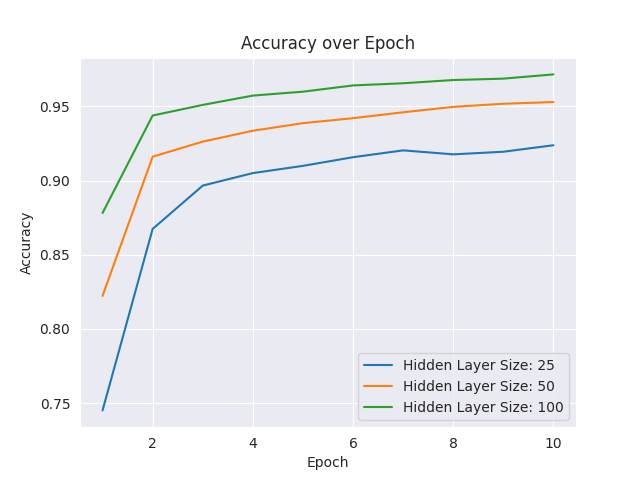 Accuracy over Epoch
0.95
0.90
0.85
0.80
0.75
Accuracy
Hidden Layer Size: 25
Hidden Layer Size: 50
Hidden Layer Size: 100
2 4 6 8 10
Epoch